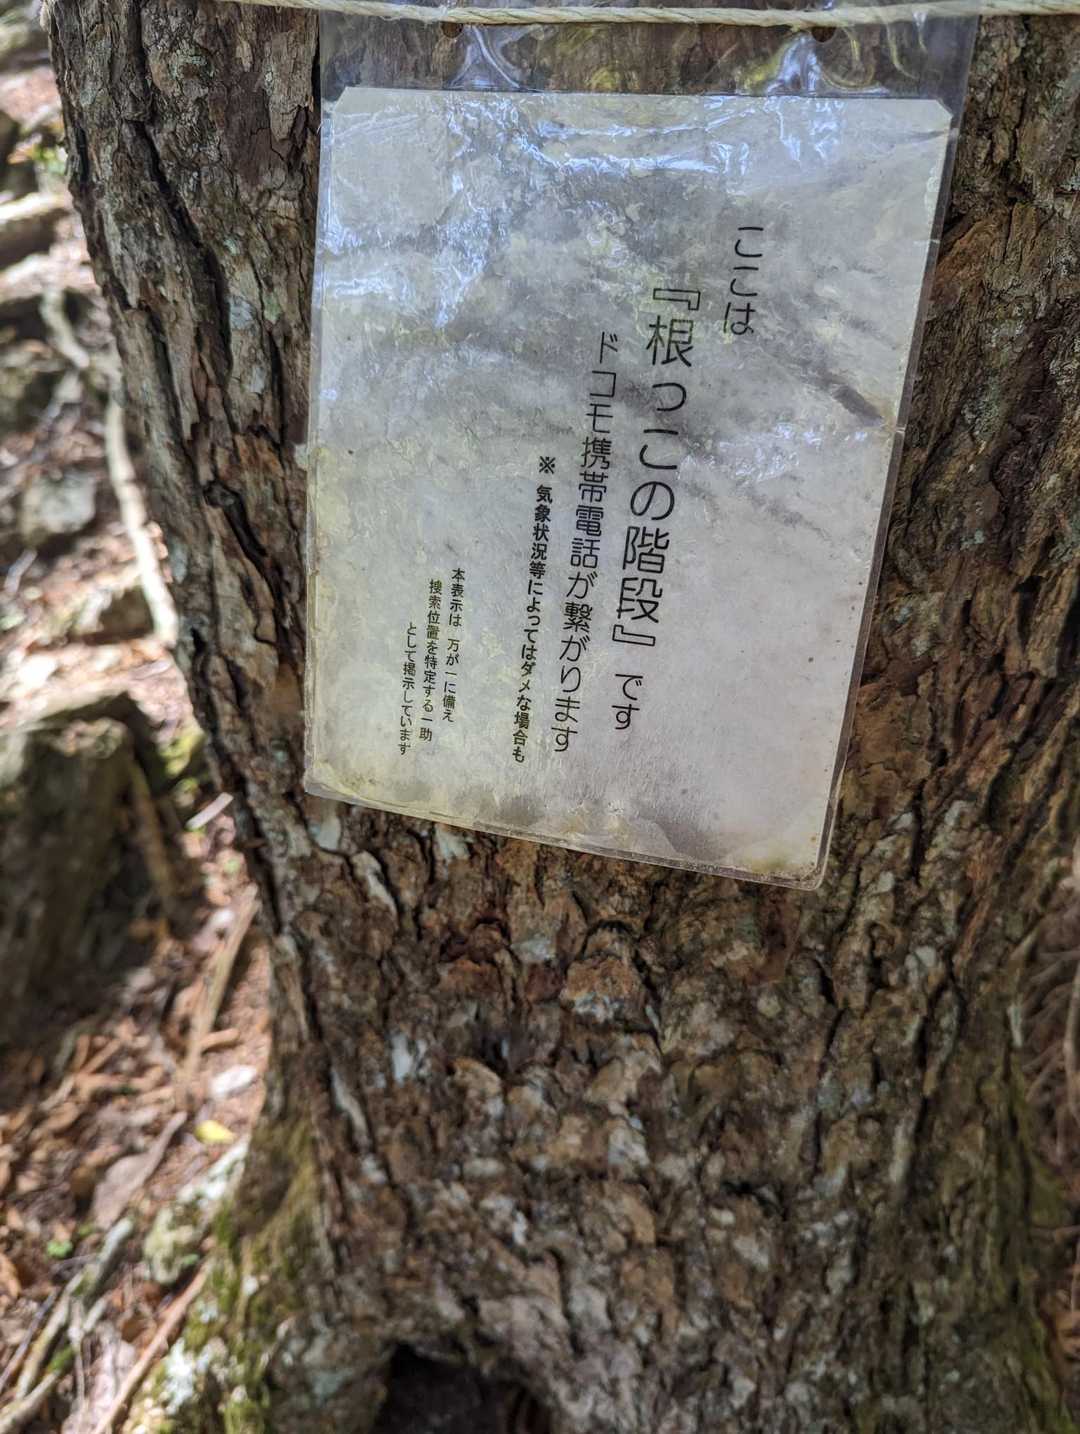 ここは
『根っこの階段』です
ドコモ携帯電話が繋がります
※ 気象状況等によってはダメな場合も
本表示は 万が一に備え
捜索位置を特定する一助
として掲示しています